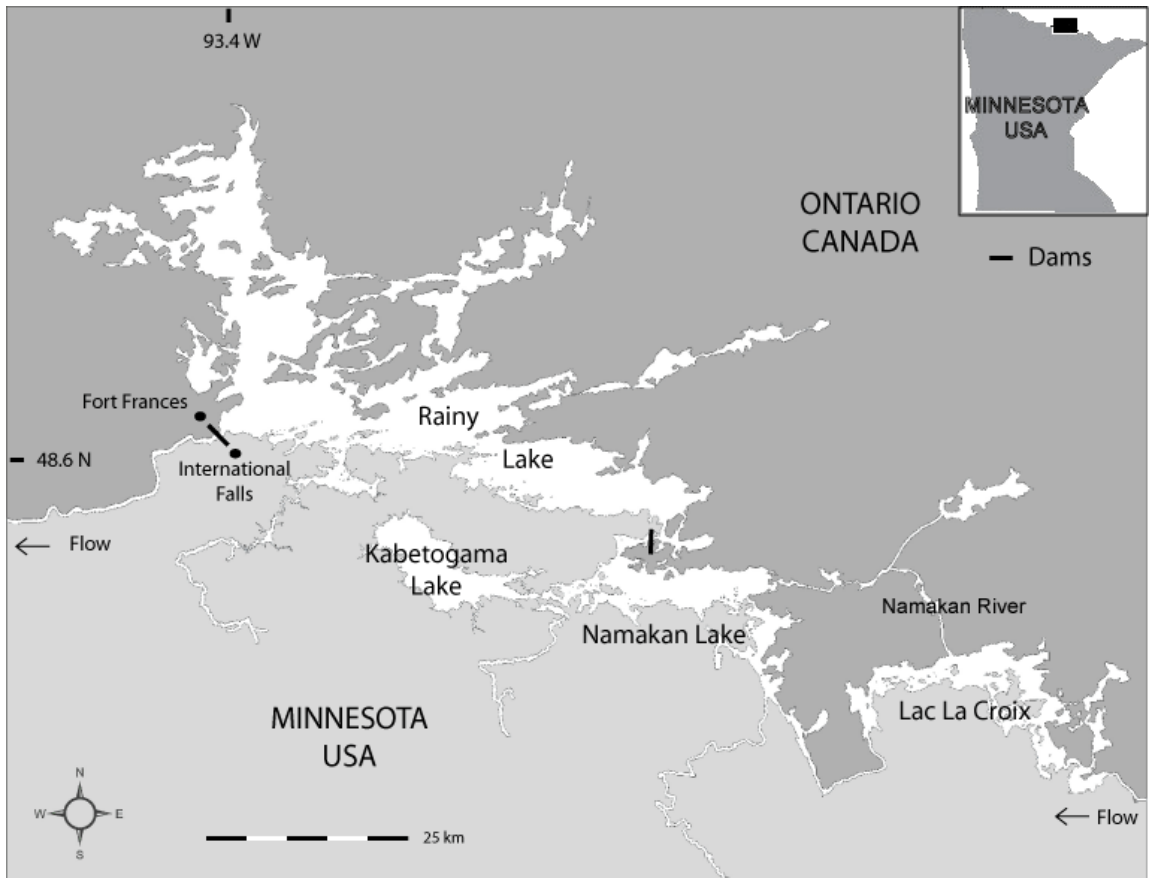 93.4 W
MINNESOTA
USA
ONTARIO
CANADA
Dams
Fort Frances
Rainy
Lake
48.6 N
International
Falls
Flow
Kabetogama
Lake
Namakan River
Namakan Lake
Lac La Croix
MINNESOTA
USA
N
W
E
S
25 km
Flow